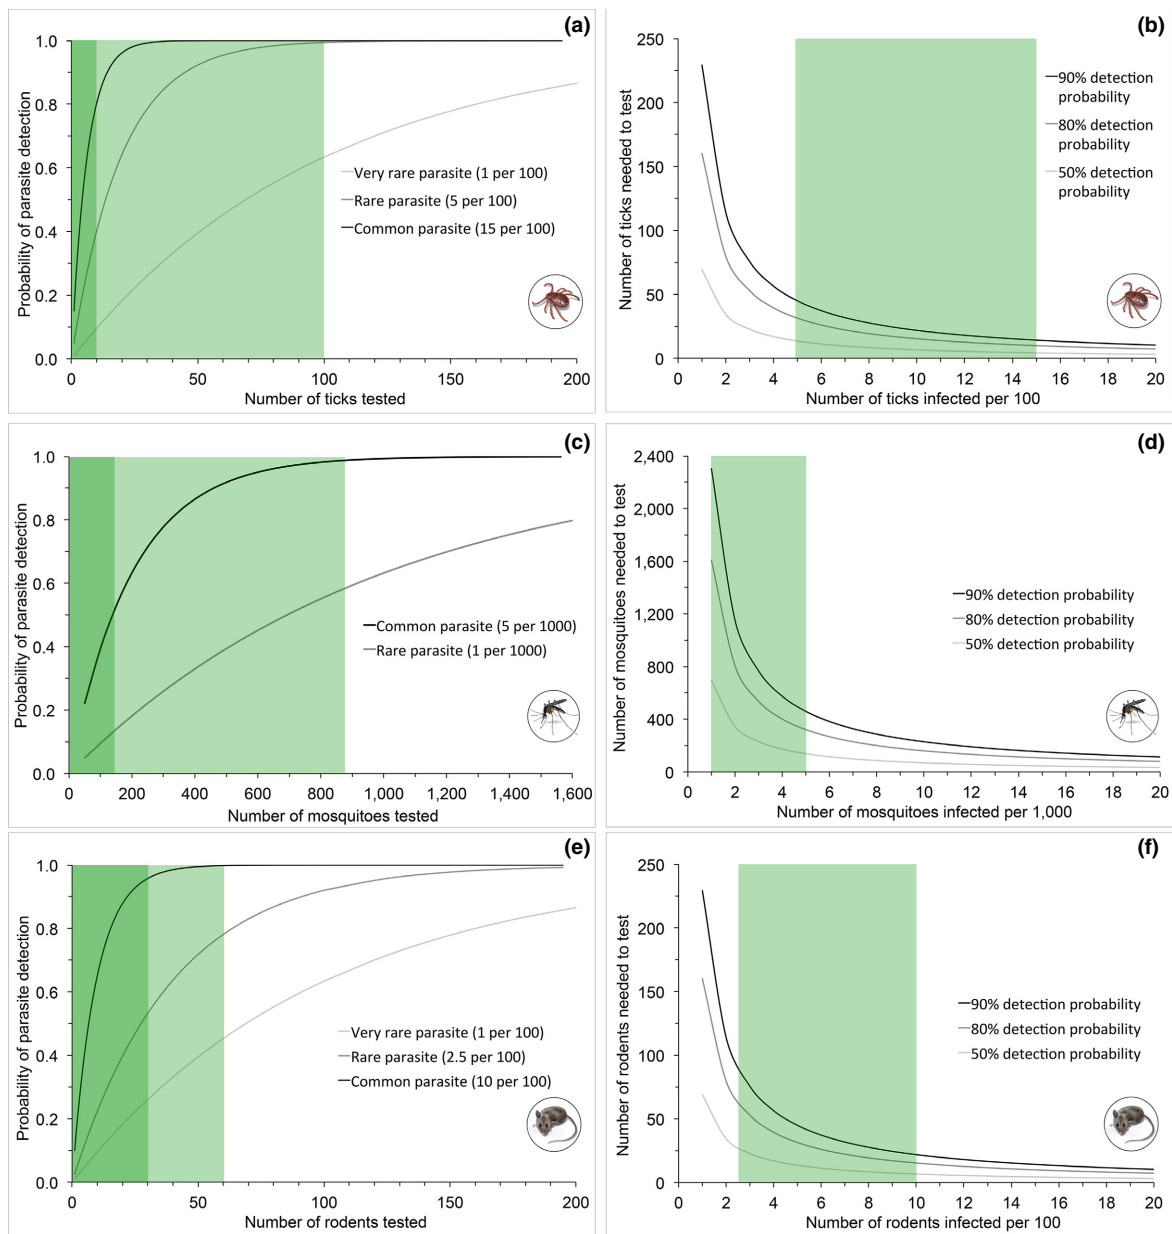 (a)
1.0
0.8
0.6
0.4
0.2
0.0
Probability of parasite detection
Very rare parasite (1 per 100)
Rare parasite (5 per 100)
Common parasite (15 per 100)
0 50 100 150 200
Number of ticks tested
(b)
250
200
150
100
50
0
Number of ticks needed to test
90% detection
probability
80% detection
probability
50% detection
probability
0 2 4 6 8 10 12 14 16 18 20
Number of ticks infected per 100
(c)
1.0
0.8
0.6
0.4
0.2
0.0
Probability of parasite detection
Common parasite (5 per 1000)
Rare parasite (1 per 1000)
0 200 400 600 800 1,000 1,200 1,400 1,600
Number of mosquitoes tested
(d)
2,400
2,000
1,600
1,200
800
400
0
Number of mosquitoes needed to test
90% detection probability
80% detection probability
50% detection probability
0 2 4 6 8 10 12 14 16 18 20
Number of mosquitoes infected per 1,000
(e)
1.0
0.8
0.6
0.4
0.2
0.0
Probability of parasite detection
Very rare parasite (1 per 100)
Rare parasite (2.5 per 100)
Common parasite (10 per 100)
0 50 100 150 200
Number of rodents tested
(f)
250
200
150
100
50
0
Number of rodents needed to test
90% detection probability
80% detection probability
50% detection probability
0 2 4 6 8 10 12 14 16 18 20
Number of rodents infected per 100